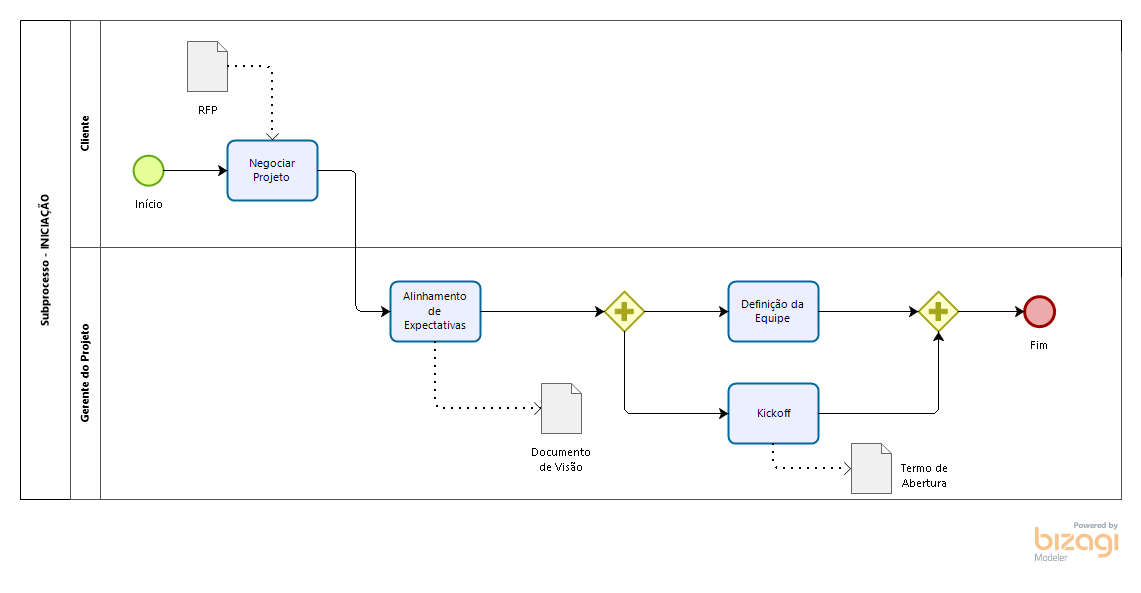 Subprocesso - INICIAÇÃO
Cliente
RFP
Início
Negociar
Projeto
Gerente do Projeto
Alinhamento
de
Expectativas
Documento
de Visão
Definição da
Equipe
Kickoff
Termo de
Abertura
Fim
Powered by
bizagi
Modeler